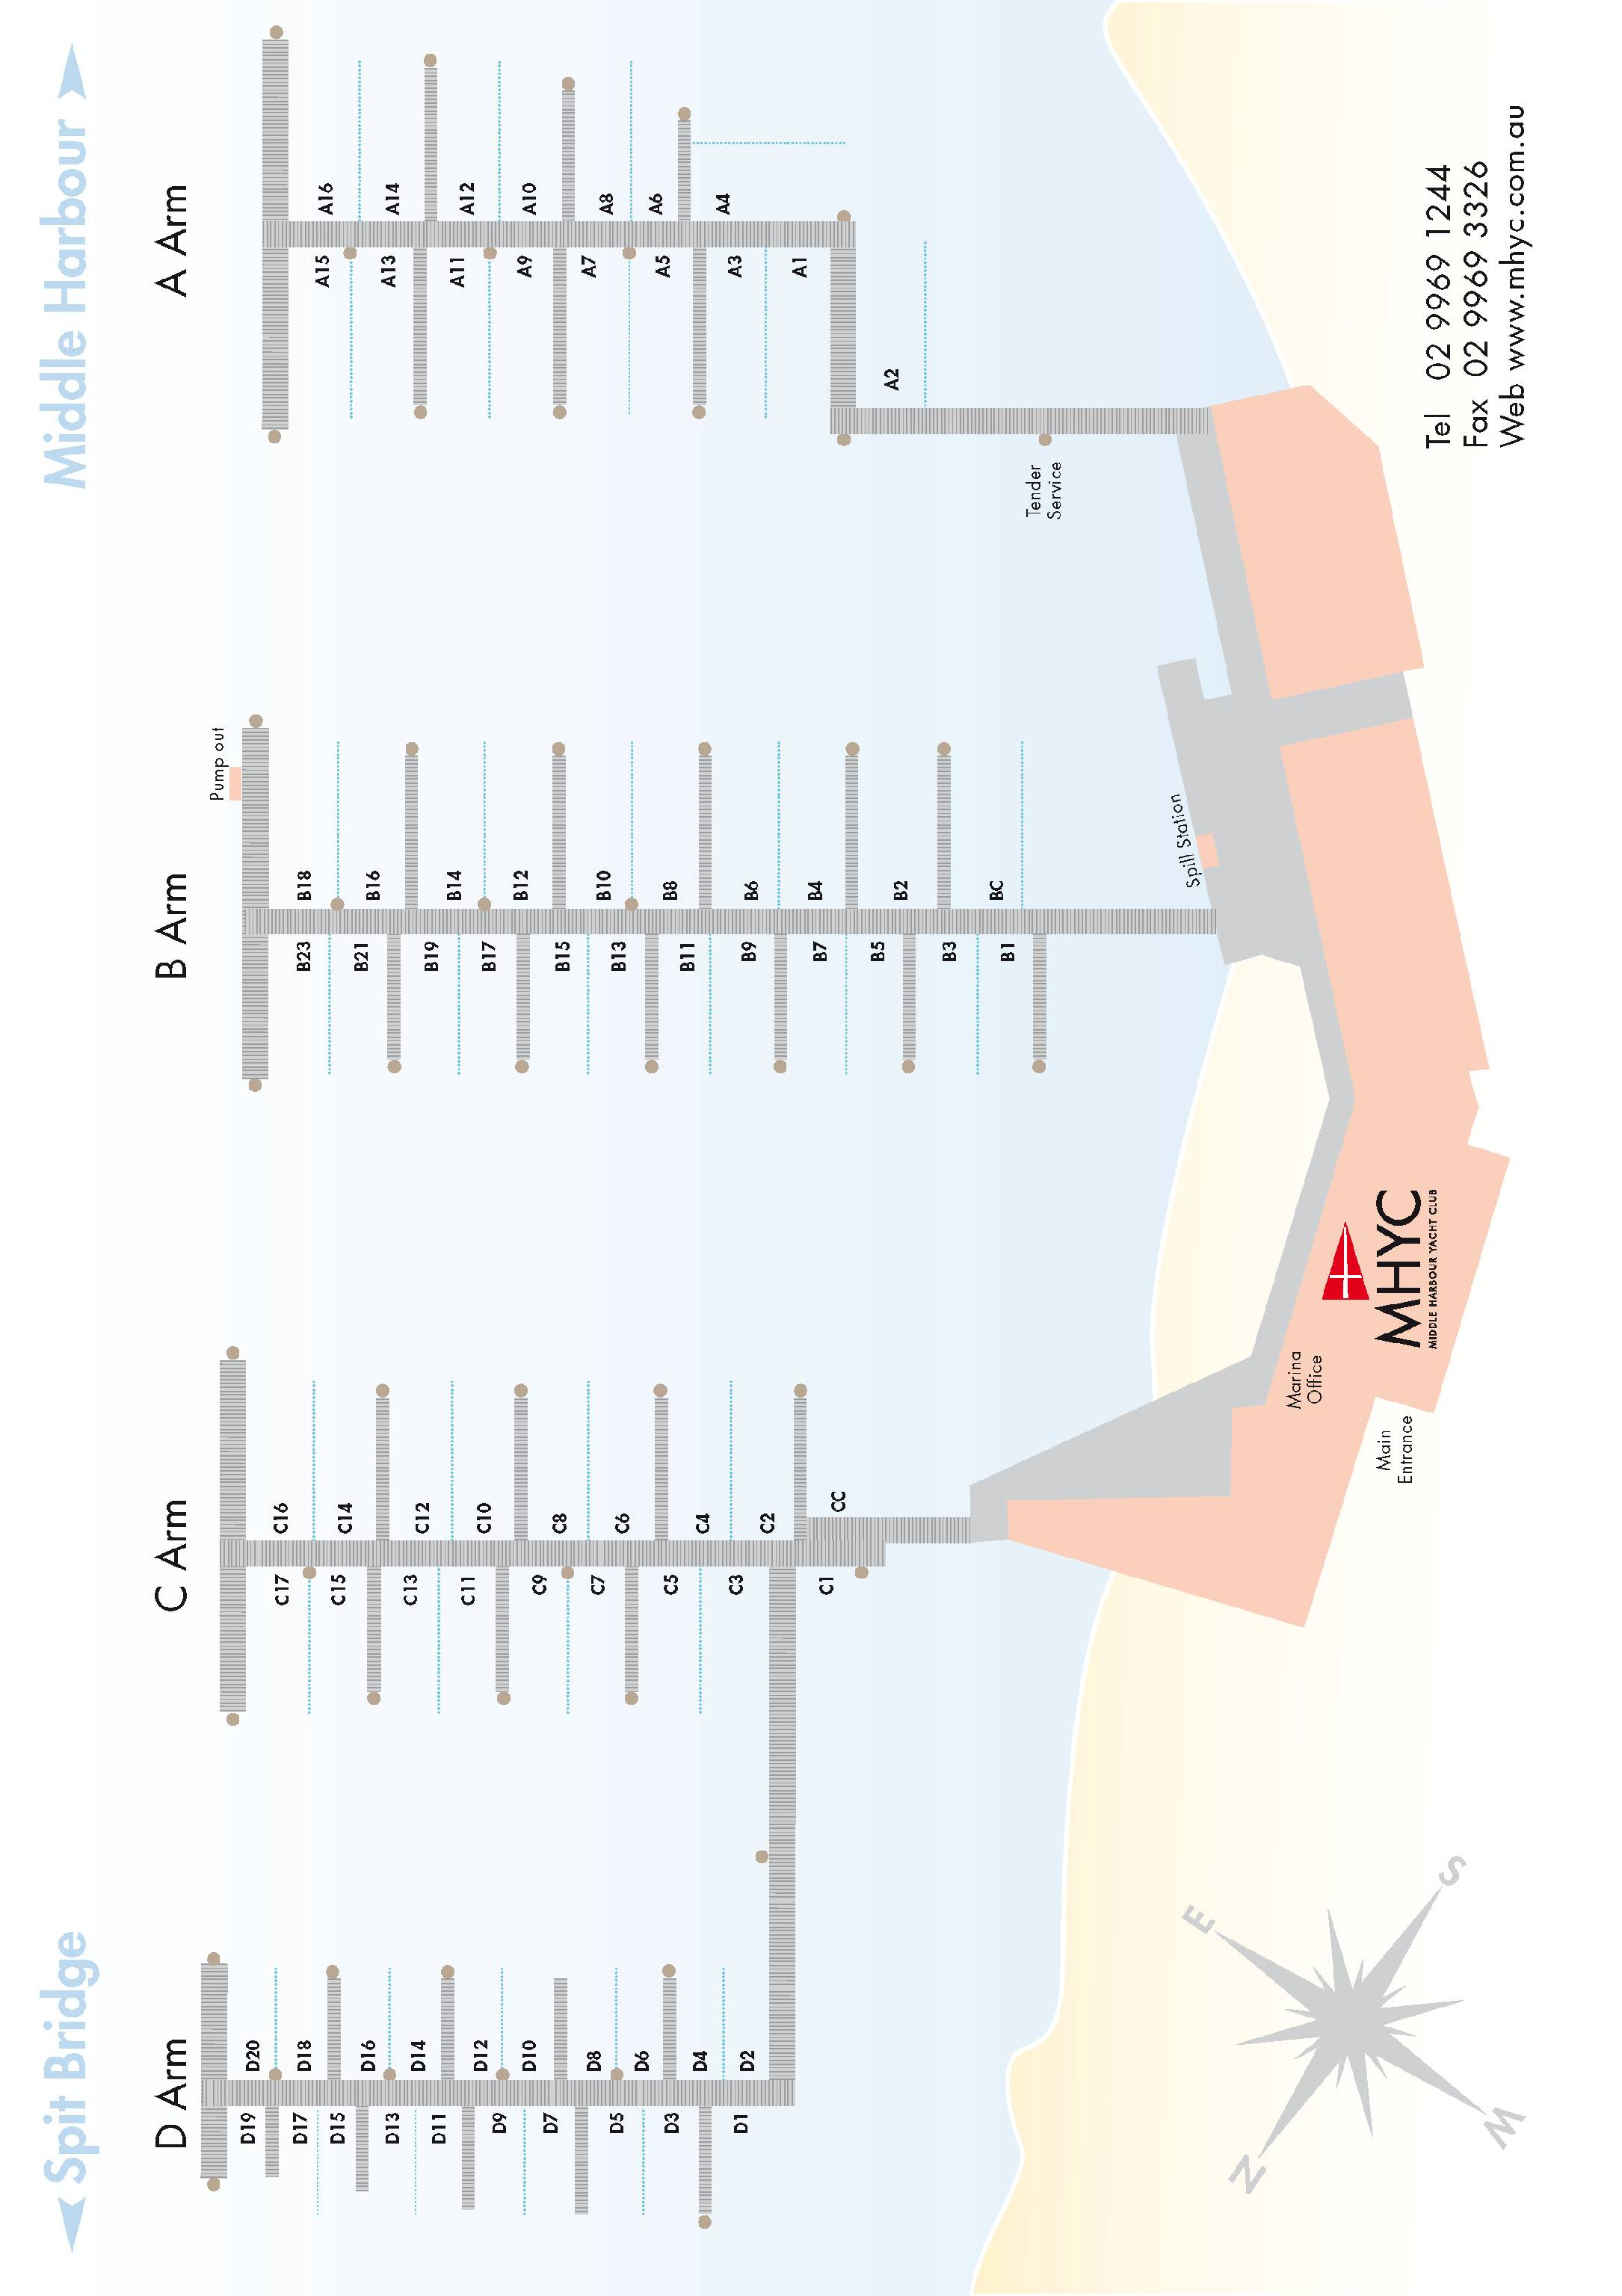 Spit Bridge
Middle Harbour
D Arm
C Arm
B Arm
A Arm
Pump out
D19
D17
D15
D13
D11
D9
D7
D5
D3
D1
D20
D18
D16
D14
D12
D10
D8
D6
D4
D2
C17
C15
C13
C11
C9
C7
C5
C3
C1
C16
C14
C12
C10
C8
C6
C4
C2
CC
B23
B21
B19
B17
B15
B13
B11
B9
B7
B5
B3
B1
B18
B16
B14
B12
B10
B8
B6
B4
B2
BC
A15
A13
A11
A9
A7
A5
A3
A1
A16
A14
A12
A10
A8
A6
A4
A2
Tender
Service
Spill Station
Marina
Office
Main
Entrance
MHYC
MIDDLE HARBOUR YACHT CLUB
N
E
S
W
Tel 02 9969 1244
Fax 02 9969 3326
Web www.mhyc.com.au